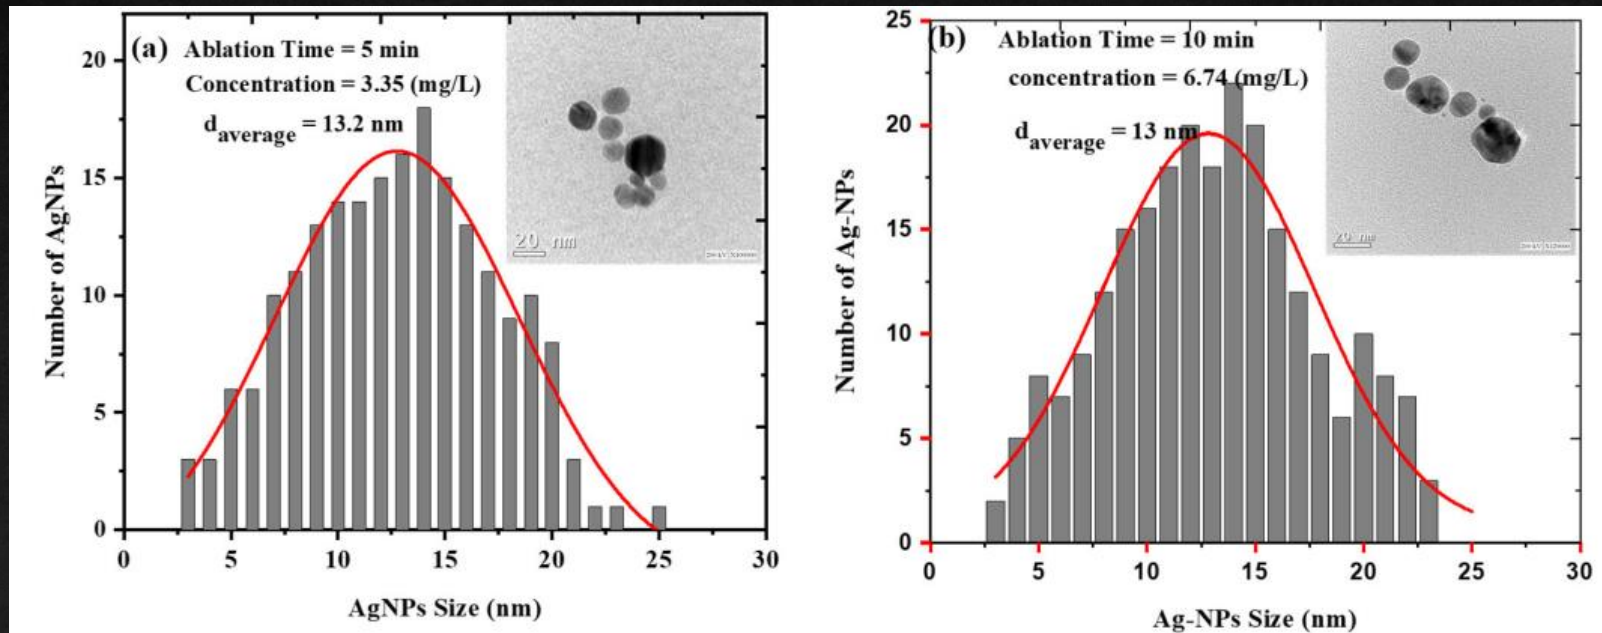 (a) Ablation Time = 5 min
Concentration = 3.35 (mg/L)
daverage = 13.2 nm
20 nm
Number of AgNPs
20
15
10
5
0
0 5 10 15 20 25 30
AgNPs Size (nm)
(b) Ablation Time = 10 min
concentration = 6.74 (mg/L)
daverage = 13 nm
20 nm
Number of Ag-NPs
25
20
15
10
5
0
0 5 10 15 20 25 30
Ag-NPs Size (nm)